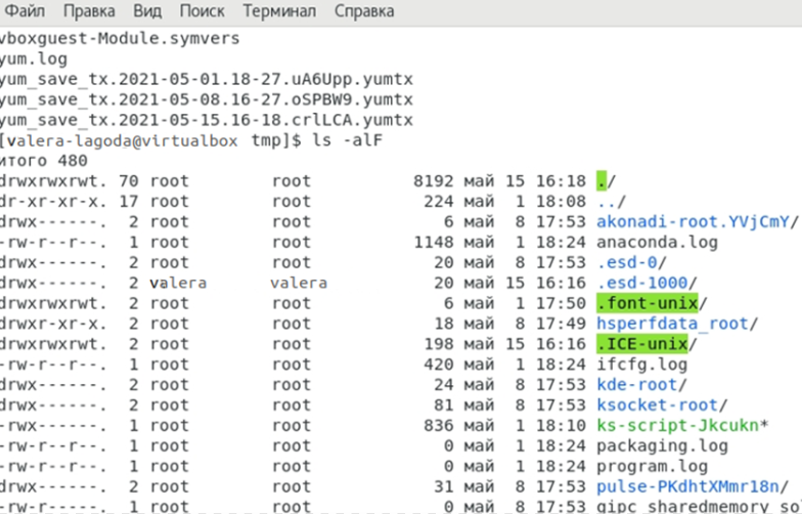 Файл Правка Вид Поиск Терминал Справка
vboxguest-Module.symvers
yum.log
yum_save_tx.2021-05-01.18-27.uA6Upp.yumtx
yum_save_tx.2021-05-08.16-27.oSPBW9.yumtx
yum_save_tx.2021-05-15.16-18.crlLCA.yumtx
[valera-lagoda@virtualbox tmp]$ ls -alF
итого 480
drwxrwxrwt. 70 root root 8192 май 15 16:18 ./
dr-xr-xr-x. 17 root root 224 май 1 18:08 ../
drwx------. 2 root root 6 май 8 17:53 akonadi-root.YVjCmY/
-rw-r--r--. 1 root root 1148 май 1 18:24 anaconda.log
drwx------. 2 root root 20 май 8 17:53 .esd-0/
drwx------. 2 valera valera 20 май 15 16:16 .esd-1000/
drwxrwxrwt. 2 root root 6 май 1 17:50 .font-unix/
drwxr-xr-x. 2 root root 18 май 8 17:49 hsperfdata_root/
drwxrwxrwt. 2 root root 198 май 15 16:16 .ICE-unix/
-rw-r--r--. 1 root root 420 май 1 18:24 ifcfg.log
drwx------. 2 root root 24 май 8 17:53 kde-root/
drwx------. 2 root root 81 май 8 17:53 ksocket-root/
-rwx------. 1 root root 836 май 1 18:10 ks-script-Jkcukn*
-rw-r--r--. 1 root root 0 май 1 18:24 packaging.log
-rw-r--r--. 1 root root 0 май 1 18:24 program.log
drwx------. 2 root root 31 май 8 17:53 pulse-PKdhtXMmr18n/
-rw-r--r--. 1 root root 0 май 8 17:53